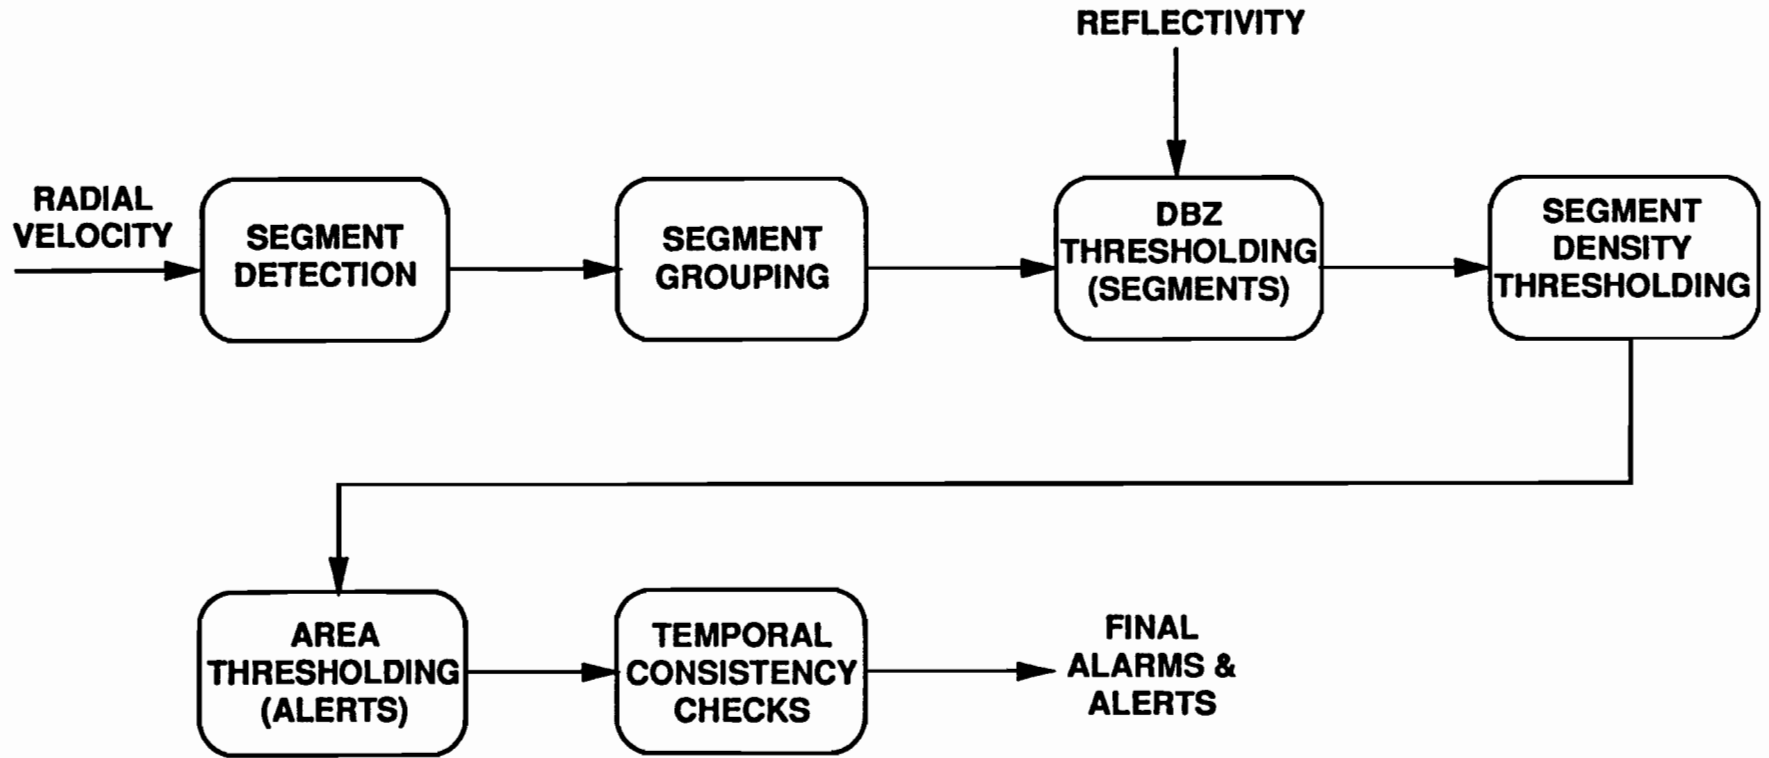 REFLECTIVITY
RADIAL
VELOCITY
SEGMENT
DETECTION
SEGMENT
GROUPING
DBZ
THRESHOLDING
(SEGMENTS)
SEGMENT
DENSITY
THRESHOLDING
AREA
THRESHOLDING
(ALERTS)
TEMPORAL
CONSISTENCY
CHECKS
FINAL
ALARMS &
ALERTS